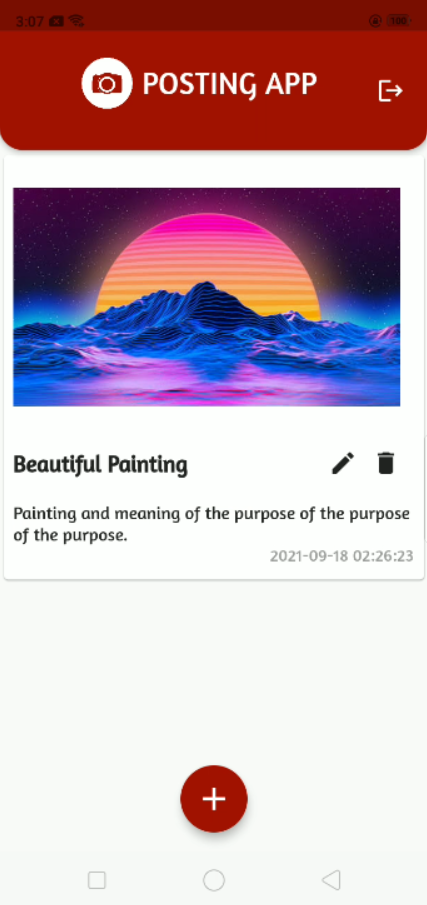 3:07
100
POSTING APP
Beautiful Painting
Painting and meaning of the purpose of the purpose
of the purpose.
2021-09-18 02:26:23